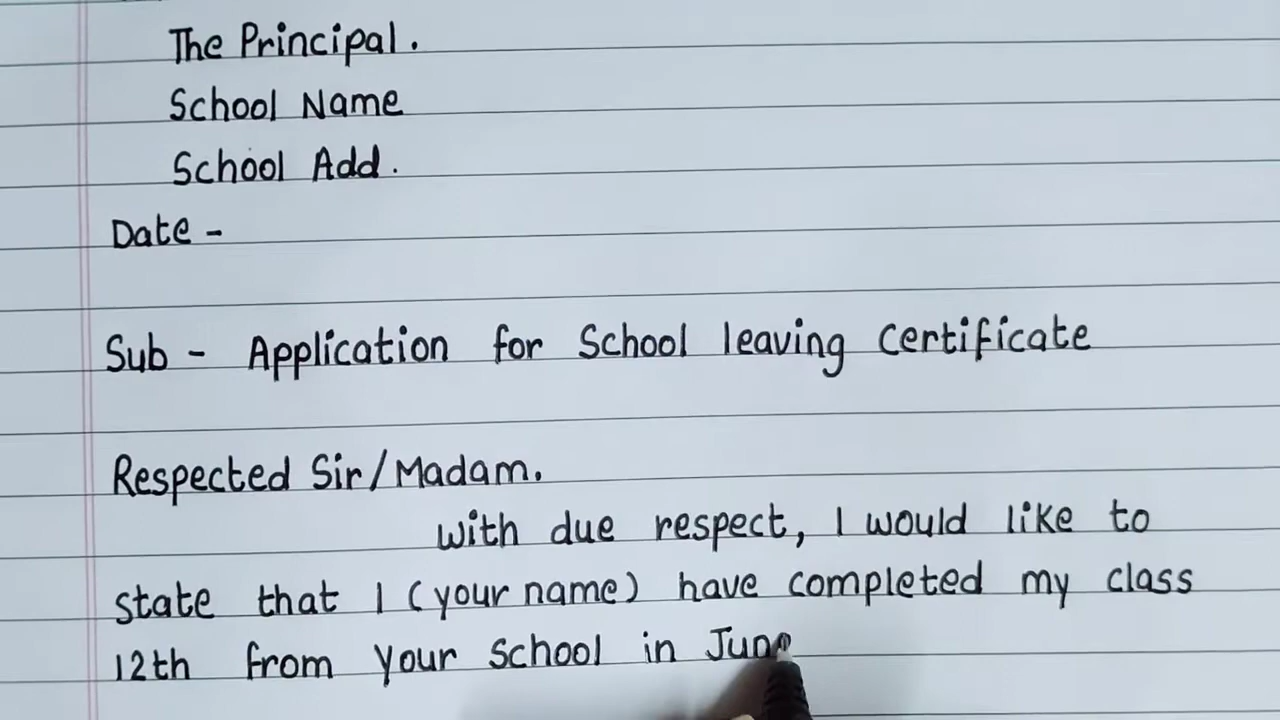 The Principal.
School Name
School Add.
Date -
Sub - Application for School leaving certificate
Respected Sir/Madam.
with due respect, I would like to
state that I (your name) have completed my class
12th from your school in June